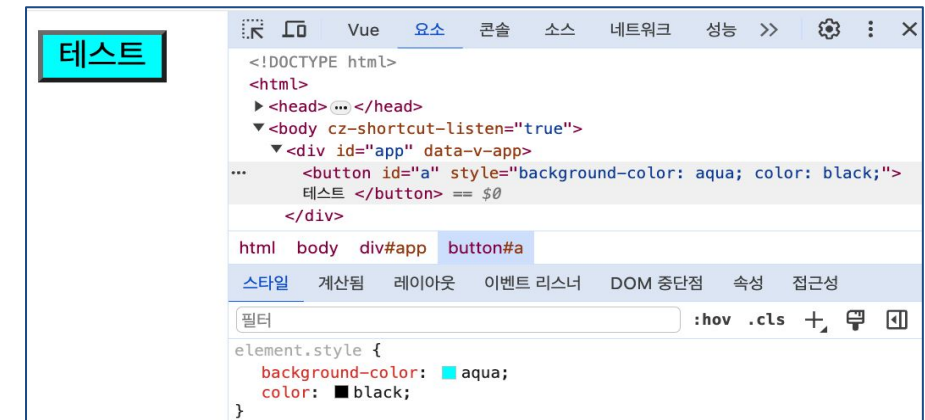 테스트
Vue 요소 콘솔 소스 네트워크 성능 >>
<!DOCTYPE html>
<html>
▶ <head> ••• </head>
▼ <body cz-shortcut-listen="true">
▼ <div id="app" data-v-app>
••• <button id="a" style="background-color: aqua; color: black;">
테스트 </button> == $0
</div>
html body div#app button#a
스타일 계산됨 레이아웃 이벤트 리스너 DOM 중단점 속성 접근성
필터 :hov .cls
element.style {
background-color: aqua;
color: black;
}